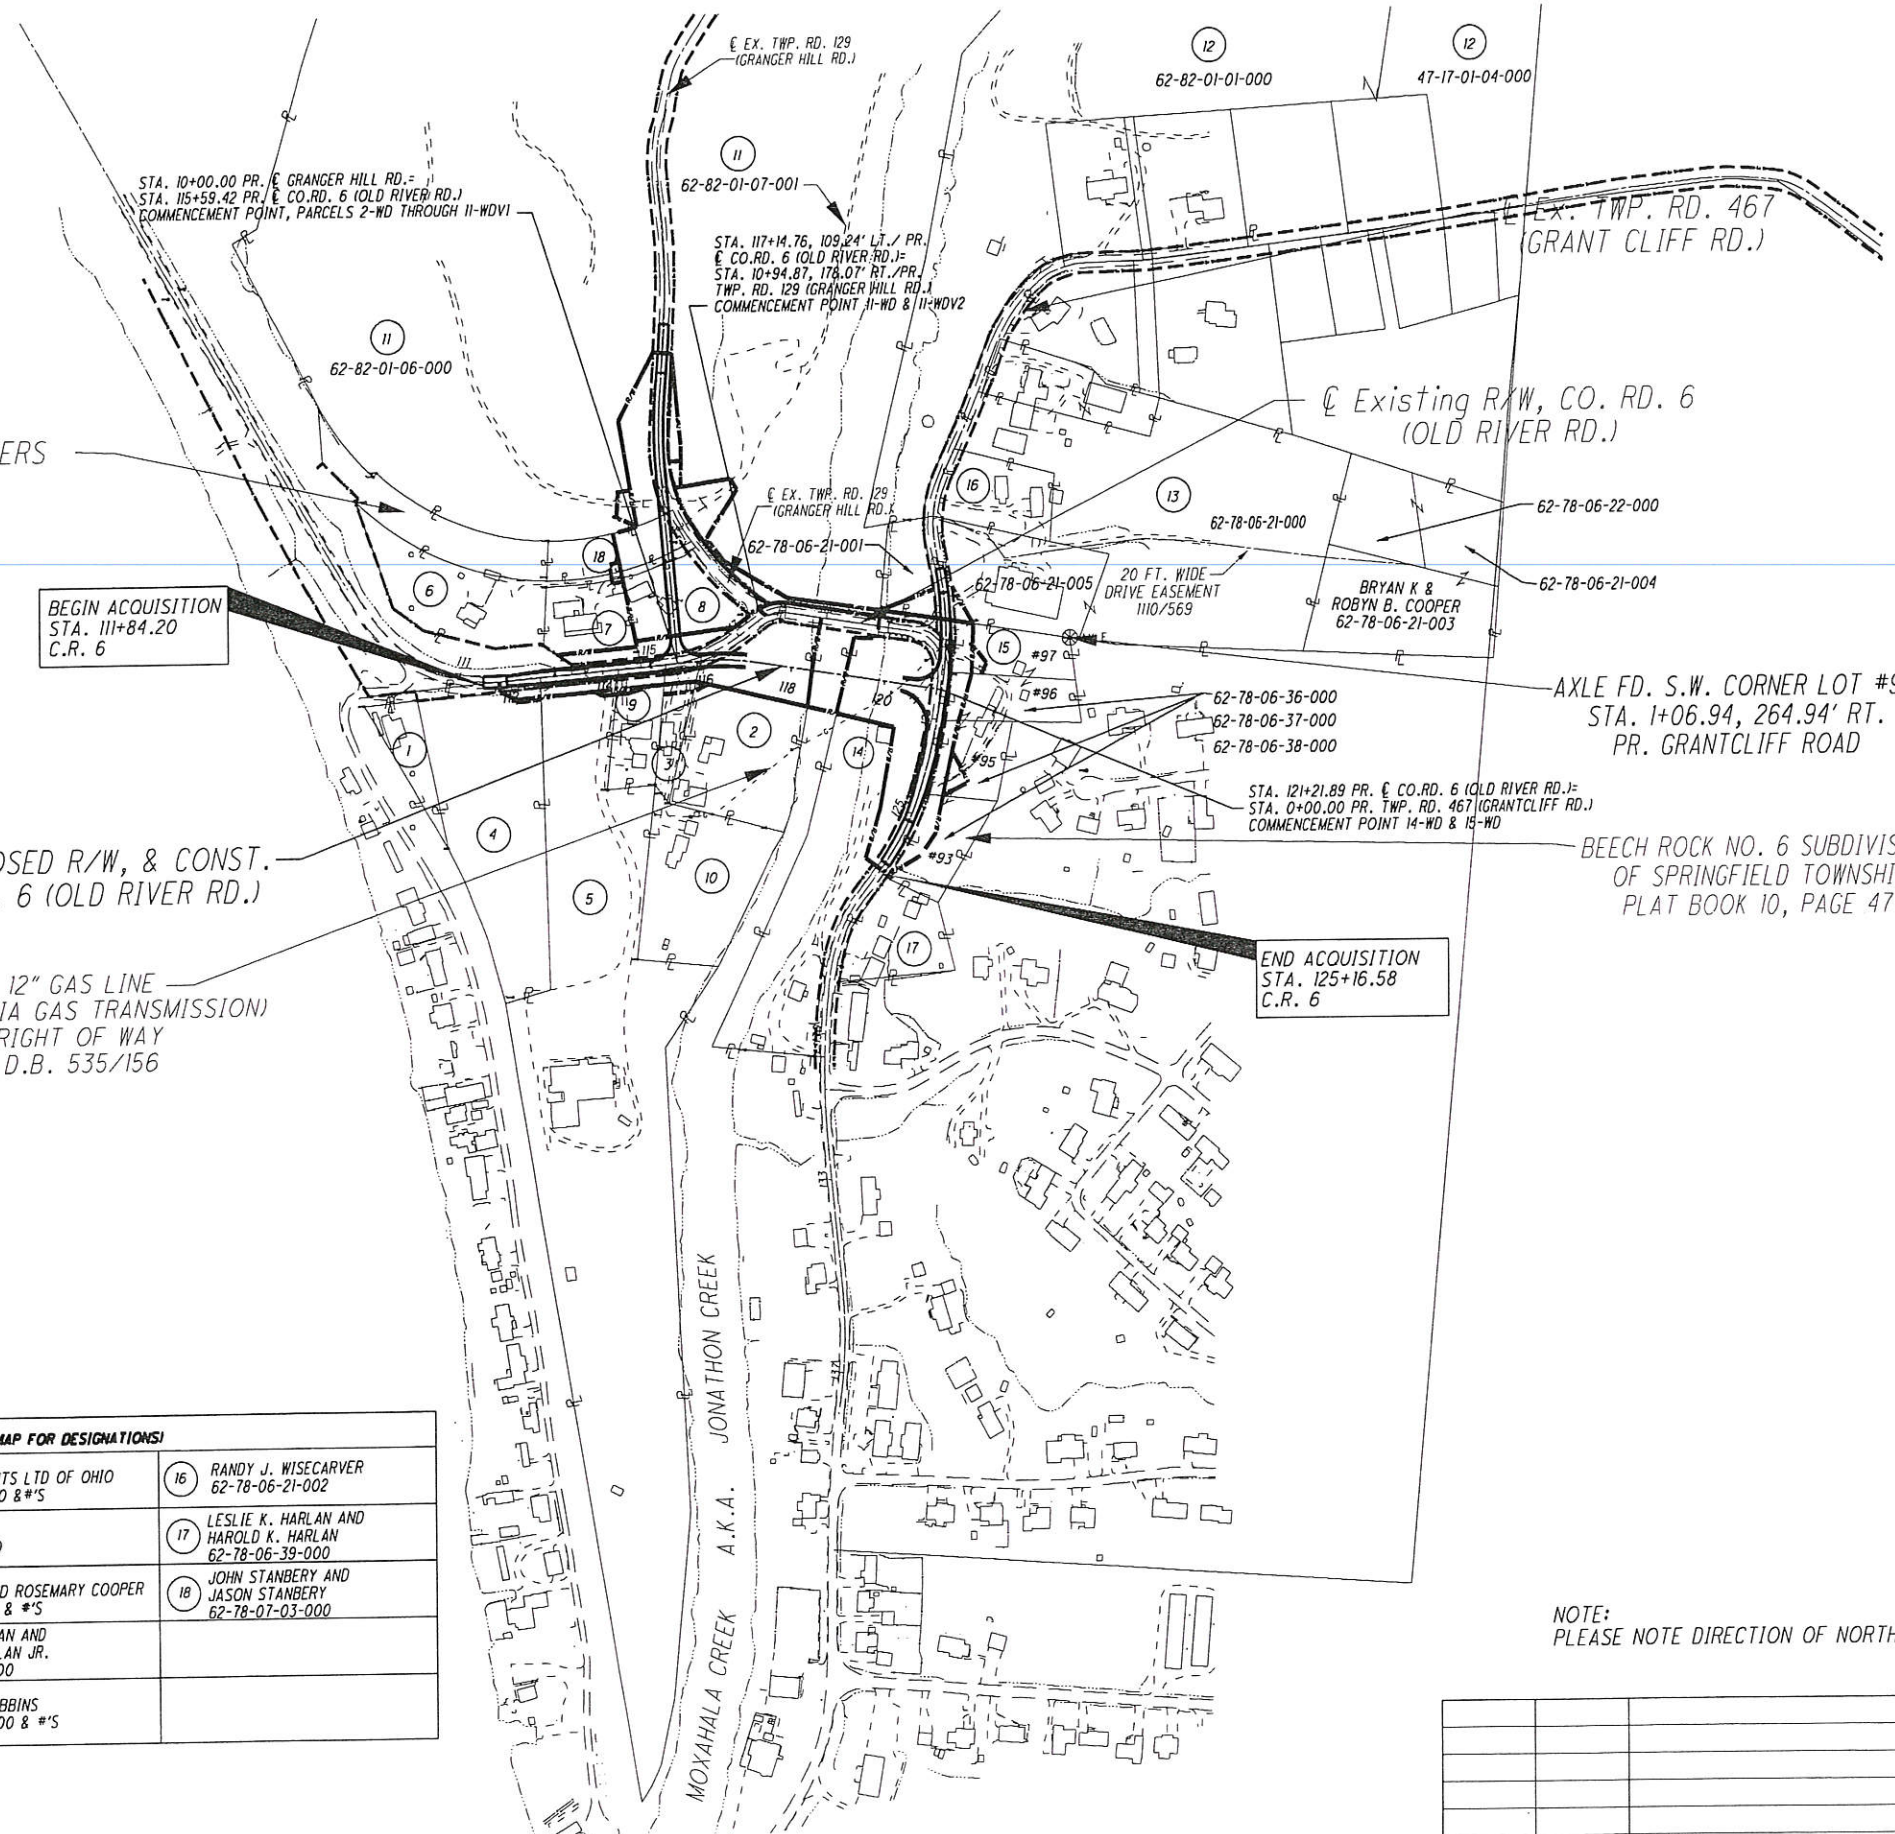 ℄ EX. TWP. RD. 129
(GRANGER HILL RD.)
12
62-82-01-01-000
12
47-17-01-04-000
STA. 10+00.00 PR. ℄ GRANGER HILL RD.=
STA. 115+59.42 PR. ℄ CO.RD. 6 (OLD RIVER RD.)
COMMENCEMENT POINT, PARCELS 2-WD THROUGH 11-WDV1
11
62-82-01-07-001
STA. 117+14.76, 109.24' LT./ PR.
℄ CO.RD. 6 (OLD RIVER RD.)=
STA. 10+94.87, 178.07' RT./PR.
TWP. RD. 129 (GRANGER HILL RD.)
COMMENCEMENT POINT 11-WD & 11-WDV2
℄ EX. TWP. RD. 467
(GRANT CLIFF RD.)
11
62-82-01-06-000
℄ Existing R/W, CO. RD. 6
(OLD RIVER RD.)
ERS
16
13
62-78-06-21-000
62-78-06-22-000
℄ EX. TWP. RD. 129
(GRANGER HILL RD.)
62-78-06-21-001
18
62-78-06-21-005
20 FT. WIDE
DRIVE EASEMENT
1110/569
BRYAN K &
ROBYN B. COOPER
62-78-06-21-003
62-78-06-21-004
6
8
17
BEGIN ACQUISITION
STA. 111+84.20
C.R. 6
111
115
116
118
120
15
#97
#96
#95
62-78-06-36-000
62-78-06-37-000
62-78-06-38-000
AXLE FD. S.W. CORNER LOT #9
STA. 1+06.94, 264.94' RT.
PR. GRANTCLIFF ROAD
9
2
1
3
14
STA. 121+21.89 PR. ℄ CO.RD. 6 (OLD RIVER RD.)=
STA. 0+00.00 PR. TWP. RD. 467 (GRANTCLIFF RD.)
COMMENCEMENT POINT 14-WD & 15-WD
4
125
#93
OSED R/W, & CONST.
6 (OLD RIVER RD.)
BEECH ROCK NO. 6 SUBDIVIS
OF SPRINGFIELD TOWNSHI
PLAT BOOK 10, PAGE 47
5
10
17
END ACQUISITION
STA. 125+16.58
C.R. 6
12" GAS LINE
IA GAS TRANSMISSION)
RIGHT OF WAY
D.B. 535/156
133
137
MOXAHALA CREEK A.K.A. JONATHON CREEK
MAP FOR DESIGNATIONS)
TS LTD OF OHIO
0 &#'S
16
RANDY J. WISECARVER
62-78-06-21-002
17
LESLIE K. HARLAN AND
HAROLD K. HARLAN
62-78-06-39-000
D ROSEMARY COOPER
& #'S
18
JOHN STANBERY AND
JASON STANBERY
62-78-07-03-000
AN AND
LAN JR.
00
BBINS
00 & #'S
NOTE:
PLEASE NOTE DIRECTION OF NORTH